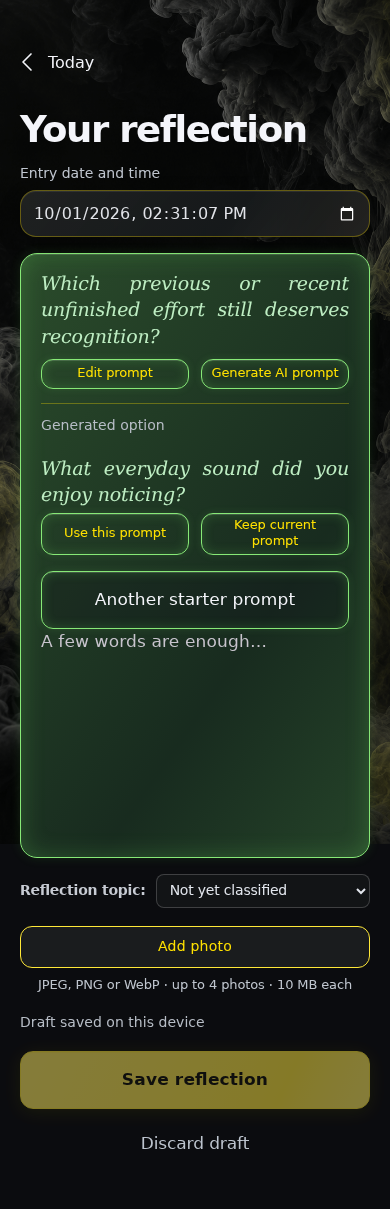 Today
Your reflection
Entry date and time
10/01/2026, 02:31:07 PM
Which previous or recent
unfinished effort still deserves
recognition?
Edit prompt
Generate AI prompt
Generated option
What everyday sound did you
enjoy noticing?
Use this prompt
Keep current
prompt
Another starter prompt
A few words are enough...
Reflection topic:
Not yet classified
Add photo
JPEG, PNG or WebP · up to 4 photos · 10 MB each
Draft saved on this device
Save reflection
Discard draft